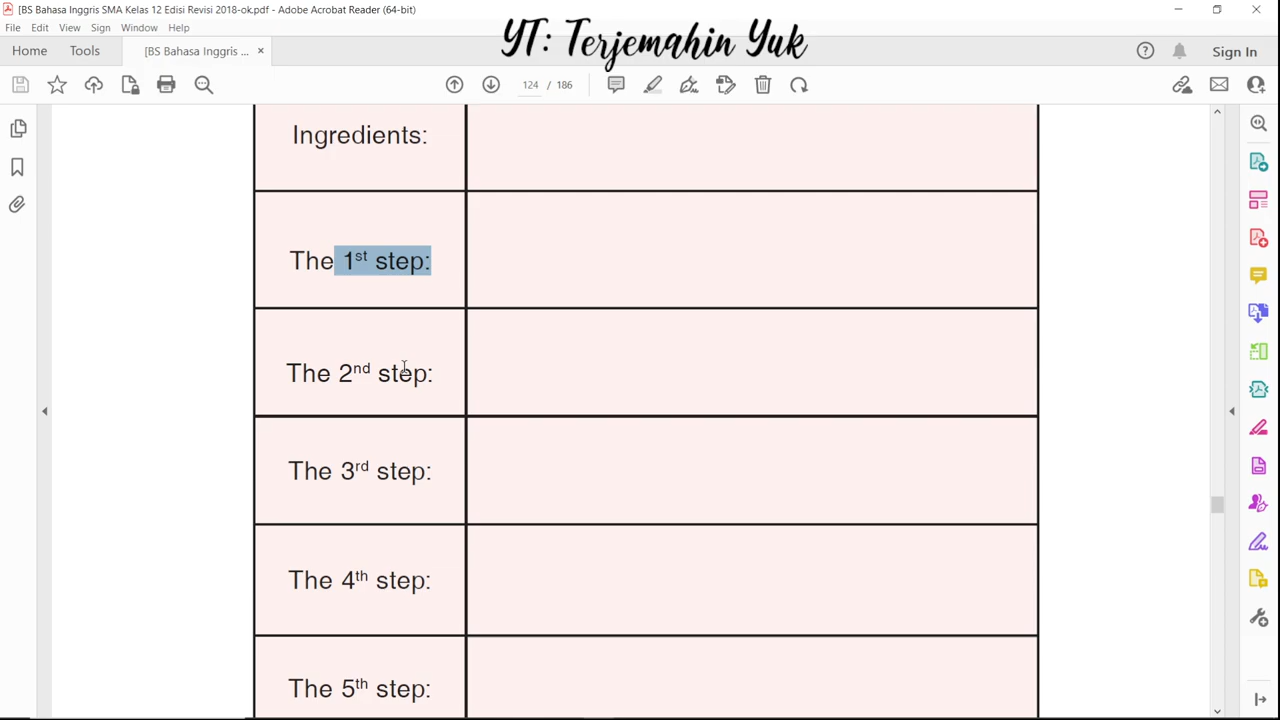 [BS Bahasa Inggris SMA Kelas 12 Edisi Revisi 2018-ok.pdf - Adobe Acrobat Reader (64-bit)
File Edit View Sign Window Help
YT: Terjemahin Yuk
Home Tools [BS Bahasa Inggris ... × Sign In
124 / 186
Ingredients:
The 1st step:
The 2nd step:
The 3rd step:
The 4th step:
The 5th step: